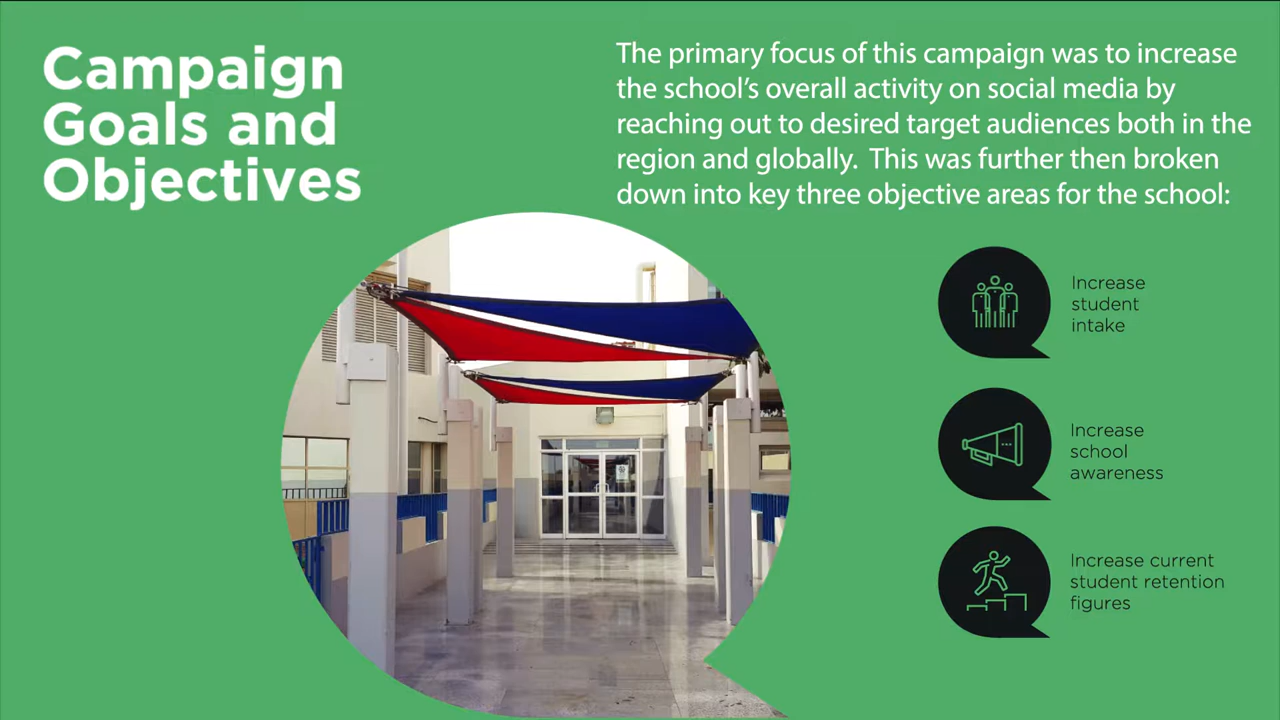 Campaign
Goals and
Objectives
The primary focus of this campaign was to increase
the school’s overall activity on social media by
reaching out to desired target audiences both in the
region and globally.  This was further then broken
down into key three objective areas for the school:
Increase
student
intake
Increase
school
awareness
Increase current
student retention
figures